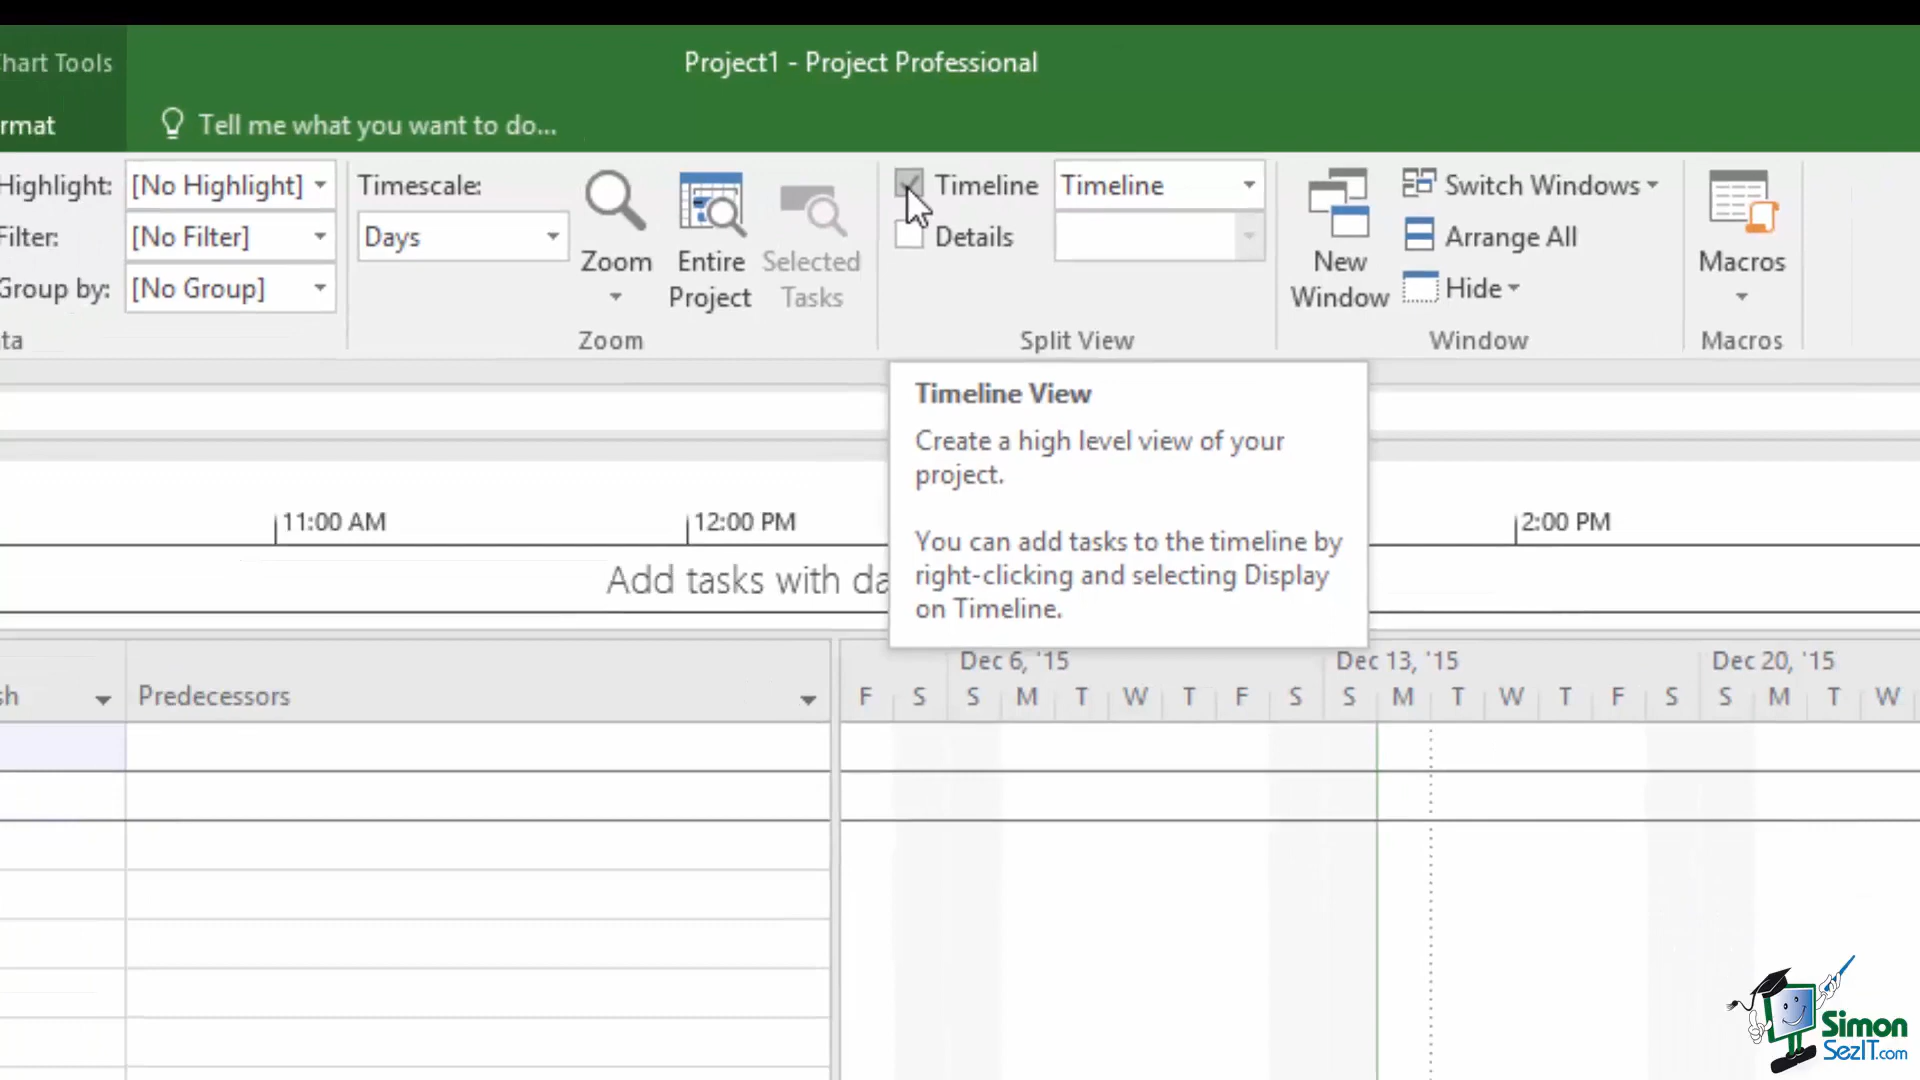 hart Tools
Project1 - Project Professional
rmat
Tell me what you want to do...
Highlight: [No Highlight]
Timescale:
Timeline
Timeline
Switch Windows
Filter: [No Filter]
Days
Details
Arrange All
Group by: [No Group]
Zoom
Entire Project
Selected Tasks
New Window
Hide
Macros
ta
Zoom
Split View
Window
Macros
Timeline View
Create a high level view of your
project.
You can add tasks to the timeline by
right-clicking and selecting Display
on Timeline.
11:00 AM
12:00 PM
2:00 PM
Add tasks with da
Dec 6, '15
Dec 13, '15
Dec 20, '15
sh
Predecessors
F S S M T W T F S S M T W T F S S M T W
Simon
SezIT.com